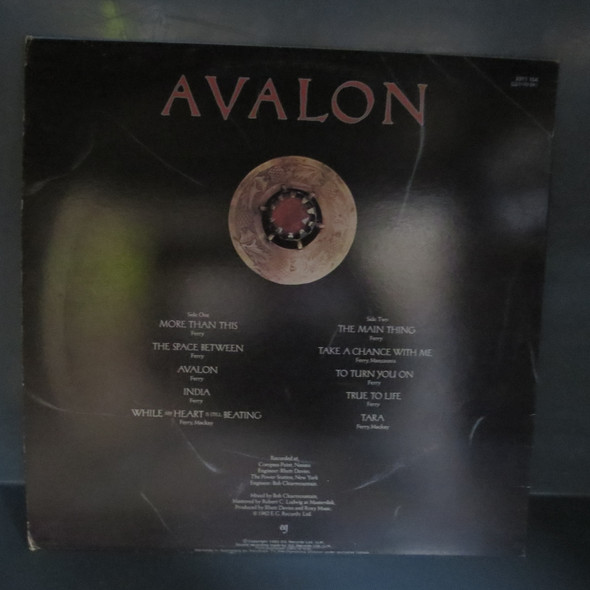 AVALON
Side One
MORE THAN THIS
Ferry
THE SPACE BETWEEN
Ferry
AVALON
Ferry
INDIA
Ferry
WHILE MY HEART IS STILL BEATING
Ferry, Mackay
Side Two
THE MAIN THING
Ferry
TAKE A CHANCE WITH ME
Ferry, Manzanera
TO TURN YOU ON
Ferry
TRUE TO LIFE
Ferry
TARA
Ferry, Mackay
Recorded at,
Compass Point, Nassau
Engineer: Rhett Davies
The Power Station, New York
Engineer: Bob Clearmountain
Mixed by Bob Clearmountain.
Mastered by Robert C. Ludwig at Masterdisk.
Produced by Rhett Davies and Roxy Music.
© 1982 E.G. Records, Ltd.
eg